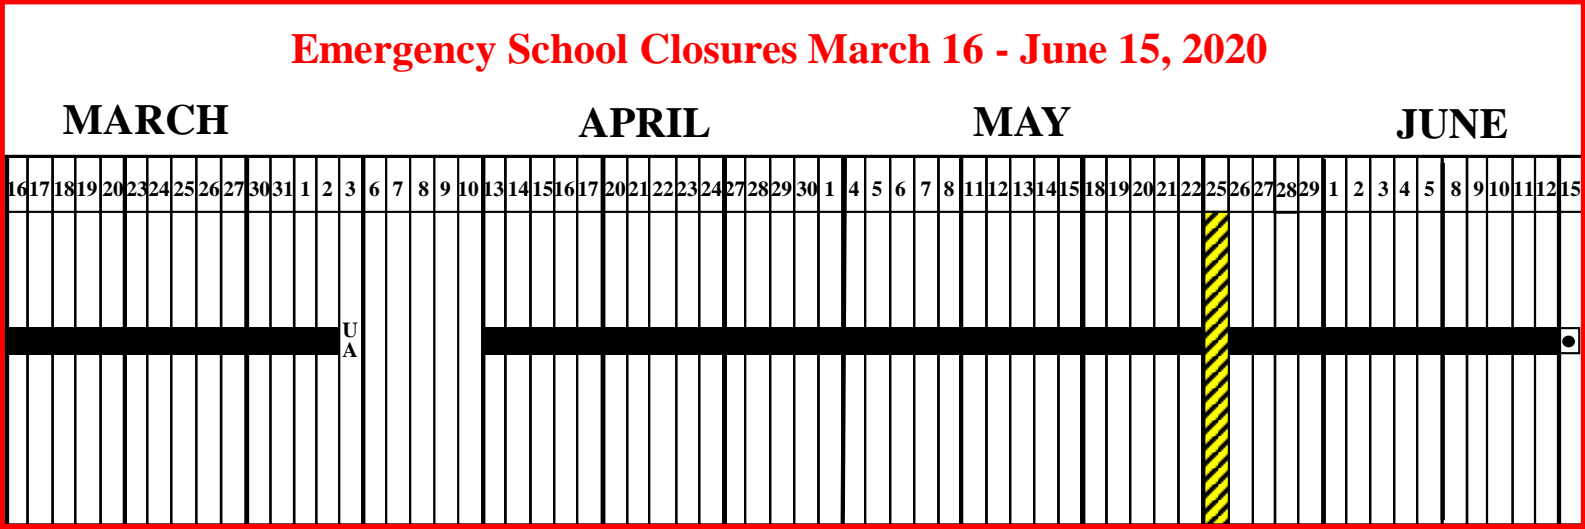 Emergency School Closures March 16 - June 15, 2020
MARCH APRIL MAY JUNE
16 17 18 19 20 23 24 25 26 27 30 31 1 2 3 6 7 8 9 10 13 14 15 16 17 20 21 22 23 24 27 28 29 30 1 4 5 6 7 8 11 12 13 14 15 18 19 20 21 22 25 26 27 28 29 1 2 3 4 5 8 9 10 11 12 15
U
A